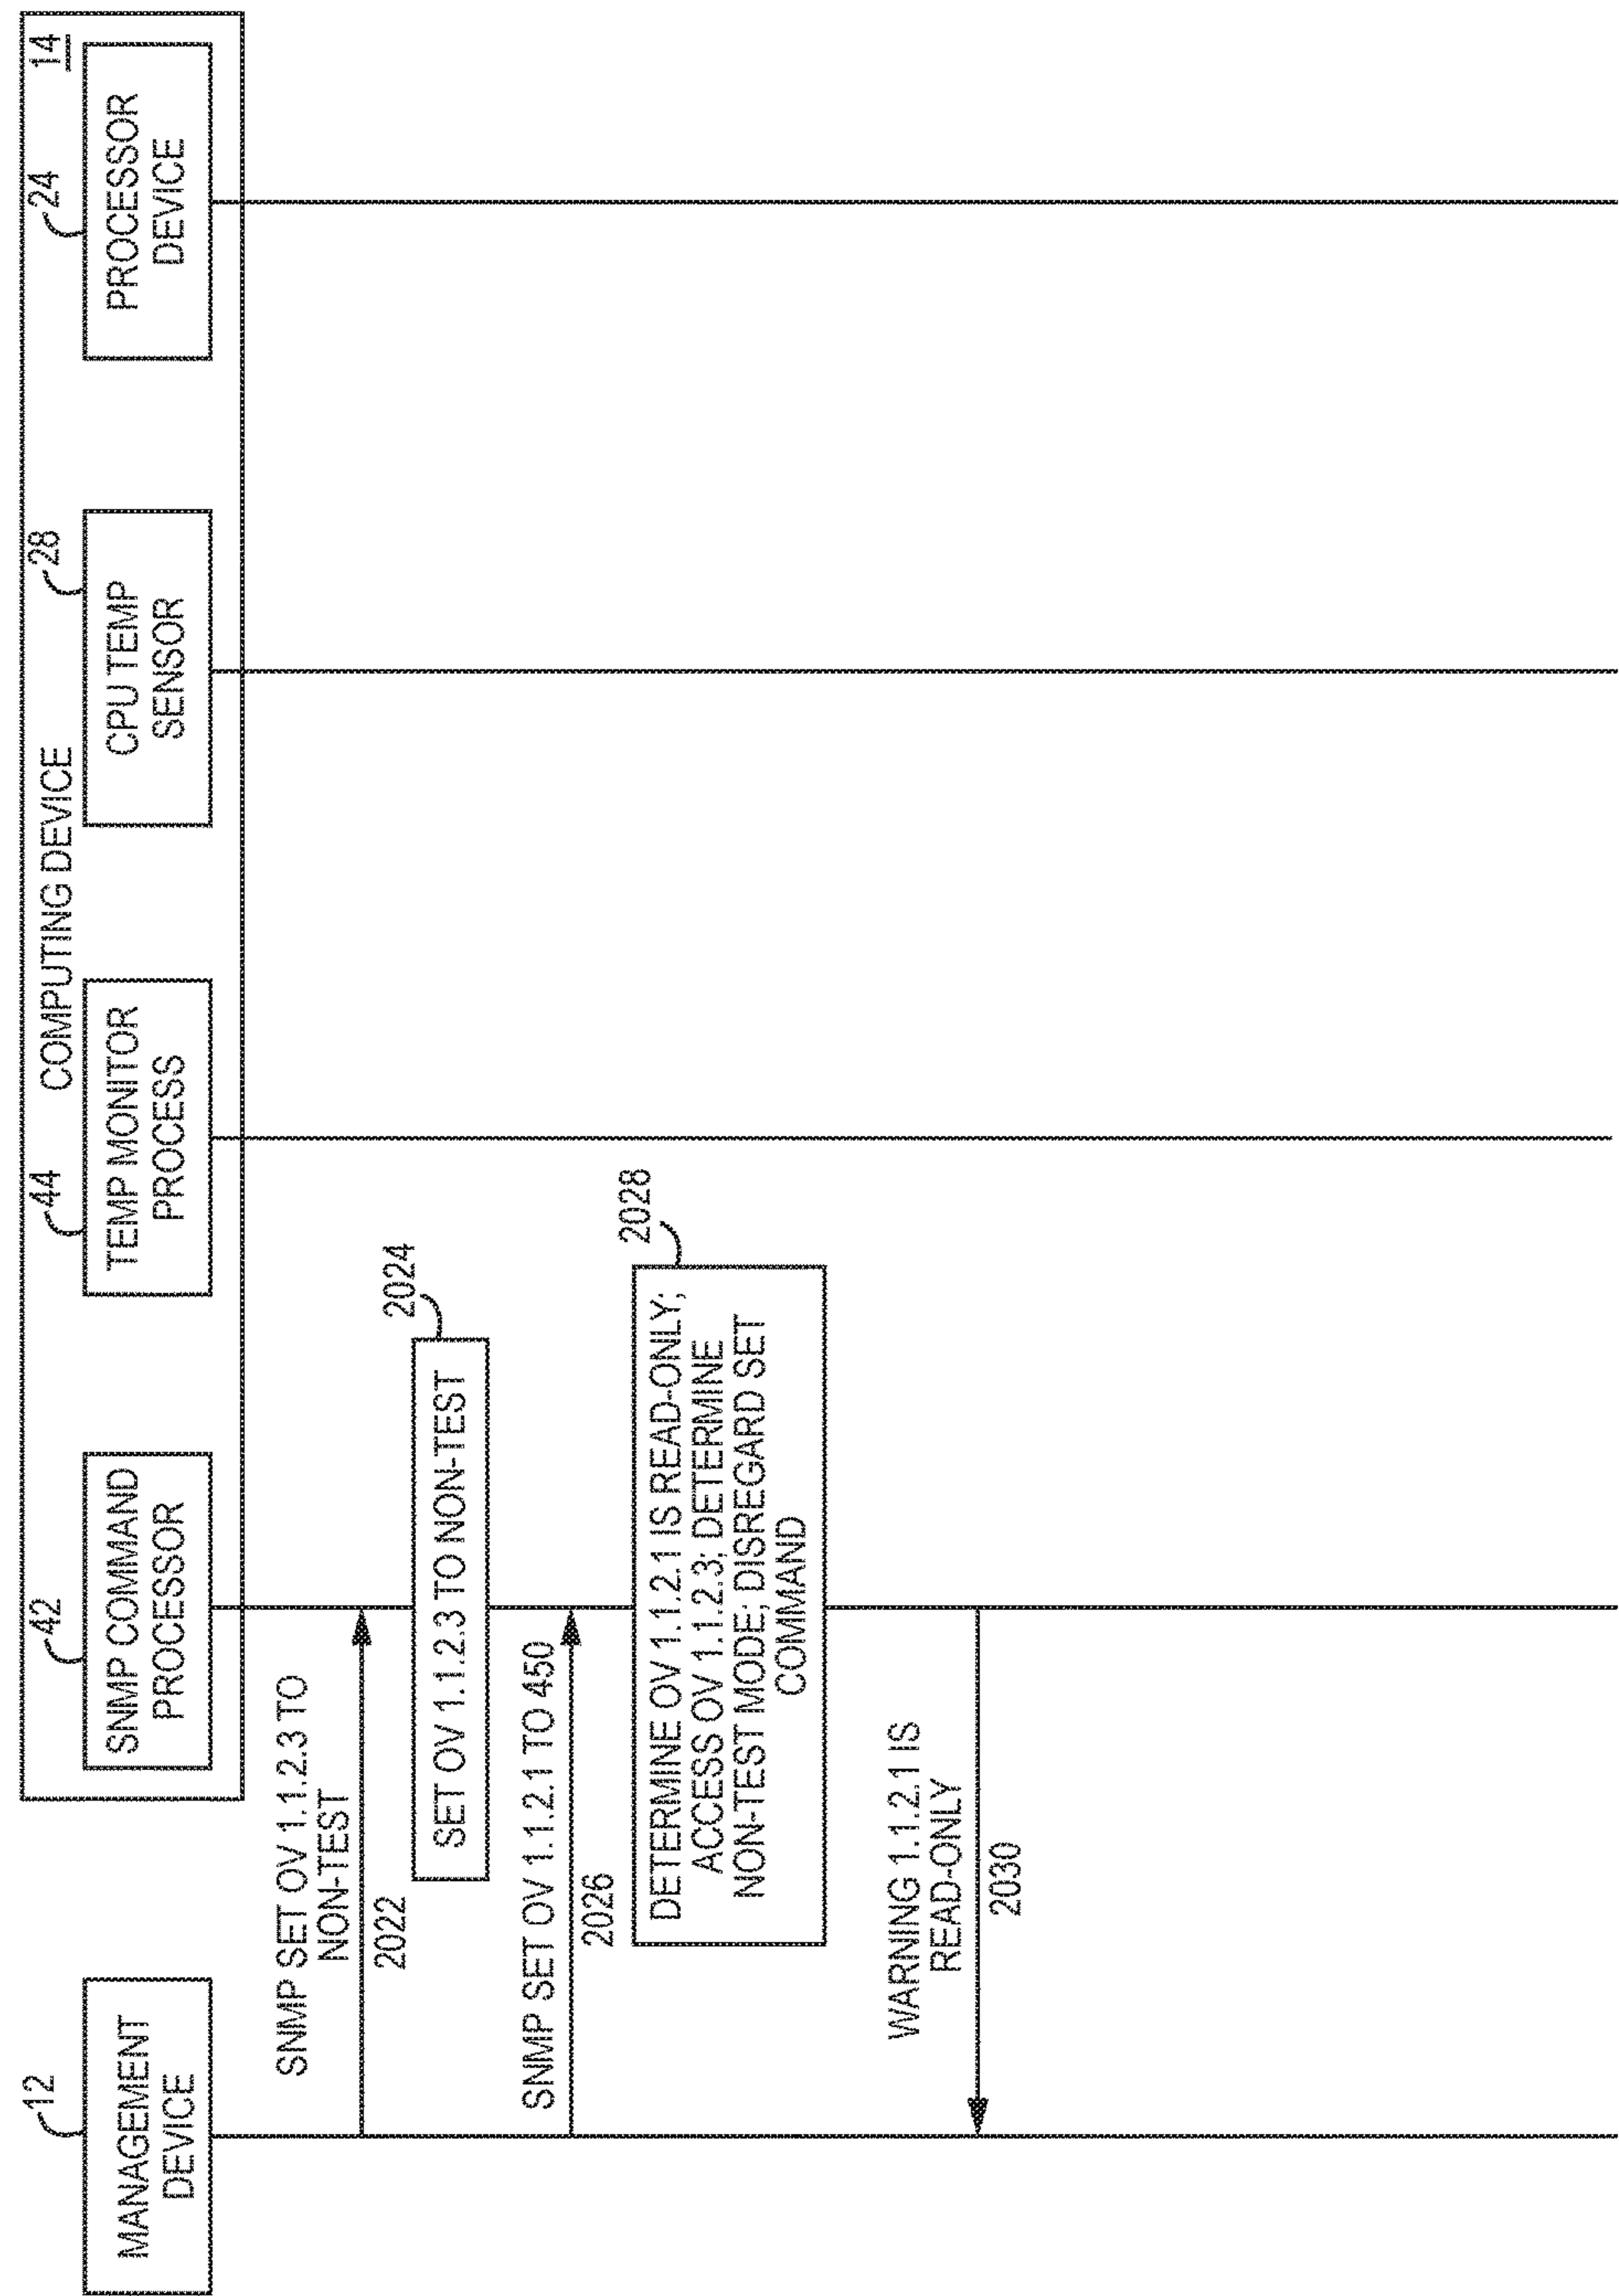 COMPUTING DEVICE
14
12
42
44
28
24
MANAGEMENT
DEVICE
SNMP COMMAND
PROCESSOR
TEMP MONITOR
PROCESS
CPU TEMP
SENSOR
PROCESSOR
DEVICE
SNMP SET OV 1.1.2.3 TO
NON-TEST
2022
2024
SET OV 1.1.2.3 TO NON-TEST
SNMP SET OV 1.1.2.1 TO 450
2026
2028
DETERMINE OV 1.1.2.1 IS READ-ONLY;
ACCESS OV 1.1.2.3; DETERMINE
NON-TEST MODE; DISREGARD SET
COMMAND
WARNING 1.1.2.1 IS
READ-ONLY
2030